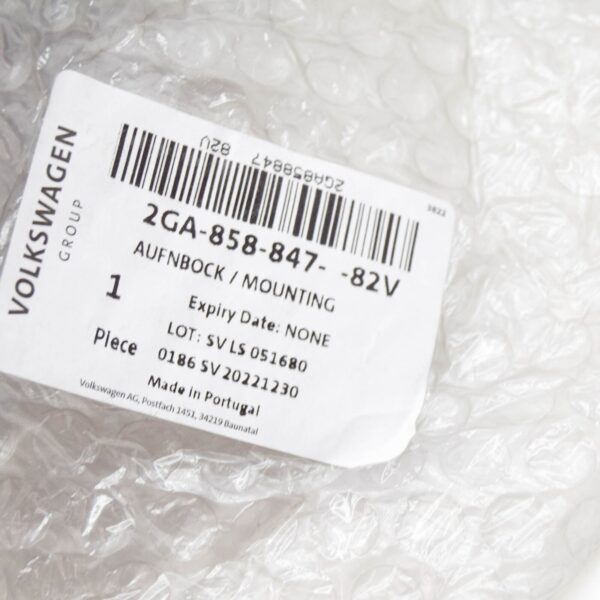 VOLKSWAGEN
GROUP
2GA858847 82V
3822
2GA-858-847- -82V
AUFNBOCK / MOUNTING
1
Piece
Expiry Date: NONE
LOT: SV LS 051680
0186 SV 20221230
Made in Portugal
Volkswagen AG, Postfach 1451, 34219 Baunatal